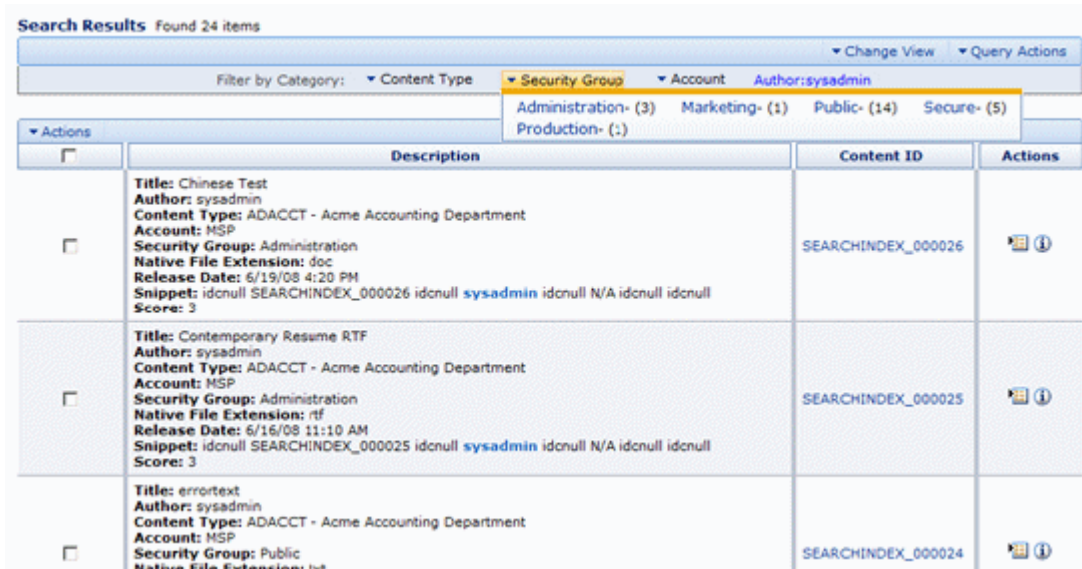 Search Results Found 24 items
Change View Query Actions
Filter by Category: Content Type Security Group Account Author:sysadmin
Administration- (3) Marketing- (1) Public- (14) Secure- (5)
Production- (1)
Actions
Description Content ID Actions
Title: Chinese Test
Author: sysadmin
Content Type: ADACCT - Acme Accounting Department
Account: MSP
Security Group: Administration
Native File Extension: doc
Release Date: 6/19/08 4:20 PM
Snippet: idcnull SEARCHINDEX_000026 idcnull sysadmin idcnull N/A idcnull idcnull
Score: 3
SEARCHINDEX_000026
Title: Contemporary Resume RTF
Author: sysadmin
Content Type: ADACCT - Acme Accounting Department
Account: MSP
Security Group: Administration
Native File Extension: rtf
Release Date: 6/16/08 11:10 AM
Snippet: idcnull SEARCHINDEX_000025 idcnull sysadmin idcnull N/A idcnull idcnull
Score: 3
SEARCHINDEX_000025
Title: errortext
Author: sysadmin
Content Type: ADACCT - Acme Accounting Department
Account: MSP
Security Group: Public
Native File Extension: txt
SEARCHINDEX_000024